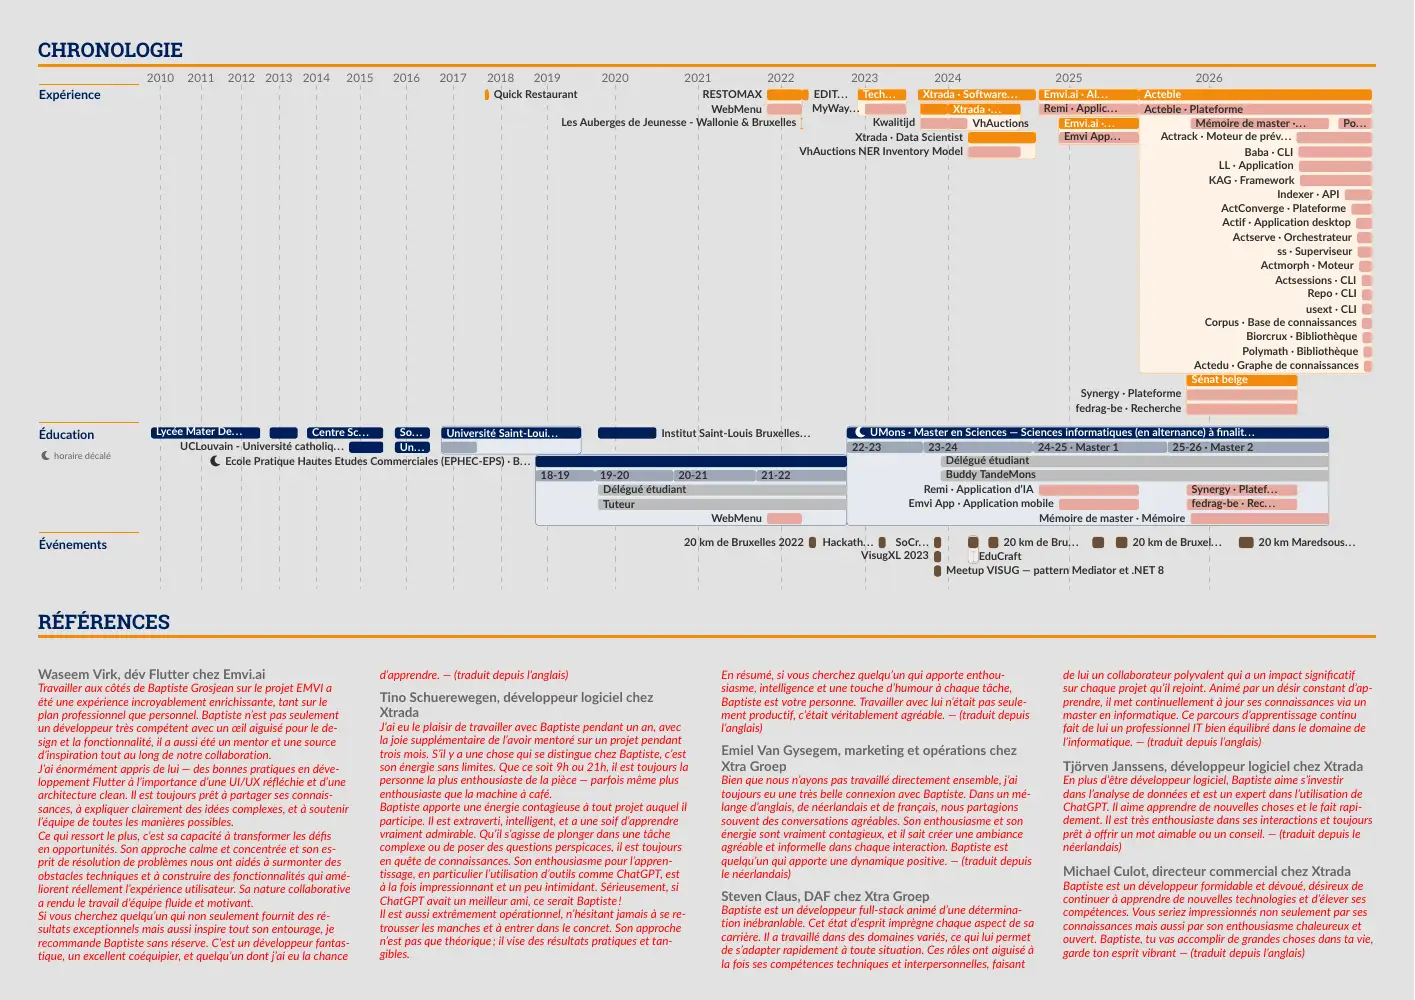 CHRONOLOGIE
2010 2011 2012 2013 2014 2015 2016 2017 2018 2019 2020 2021 2022 2023 2024 2025 2026
Expérience
Quick Restaurant RESTOMAX EDIT… Tech… Xtrada · Software… Emvi.ai · AI… Acteble
WebMenu MyWay… Xtrada ·… Remi · Applic… Acteble · Plateforme
Les Auberges de Jeunesse - Wallonie & Bruxelles Kwalitijd VhAuctions Emvi.ai ·… Mémoire de master ·… Po…
Xtrada · Data Scientist Emvi App… Actrack · Moteur de prév…
VhAuctions NER Inventory Model Baba · CLI
LL · Application
KAG · Framework
Indexer · API
ActConverge · Plateforme
Actif · Application desktop
Actserve · Orchestrateur
ss · Superviseur
Actmorph · Moteur
Actsessions · CLI
Repo · CLI
usext · CLI
Corpus · Base de connaissances
Biorcrux · Bibliothèque
Polymath · Bibliothèque
Actedu · Graphe de connaissances
Sénat belge
Synergy · Plateforme
fedrag-be · Recherche
Éducation
Lycée Mater De… Centre Sc… So… Université Saint-Loui… Institut Saint-Louis Bruxelles… UMons · Master en Sciences — Sciences informatiques (en alternance) à finalit…
UCLouvain - Université catholiq… Un… 22-23 23-24 24-25 · Master 1 25-26 · Master 2
horaire décalé
Ecole Pratique Hautes Etudes Commerciales (EPHEC-EPS) · B… Délégué étudiant
18-19 19-20 20-21 21-22 Buddy TandeMons
Délégué étudiant Remi · Application d'IA Synergy · Platef…
Tuteur Emvi App · Application mobile fedrag-be · Rec…
WebMenu Mémoire de master · Mémoire
Événements
20 km de Bruxelles 2022 Hackath… SoCr… 20 km de Bru… 20 km de Bruxel… 20 km Maredsous…
VisugXL 2023 EduCraft
Meetup VISUG — pattern Mediator et .NET 8
RÉFÉRENCES
Waseem Virk, dév Flutter chez Emvi.ai
Travailler aux côtés de Baptiste Grosjean sur le projet EMVI a
été une expérience incroyablement enrichissante, tant sur le
plan professionnel que personnel. Baptiste n'est pas seulement
un développeur très compétent avec un œil aiguisé pour le de-
sign et la fonctionnalité, il a aussi été un mentor et une source
d'inspiration tout au long de notre collaboration.
J'ai énormément appris de lui — des bonnes pratiques en déve-
loppement Flutter à l'importance d'une UI/UX réfléchie et d'une
architecture clean. Il est toujours prêt à partager ses connais-
sances, à expliquer clairement des idées complexes, et à soutenir
l'équipe de toutes les manières possibles.
Ce qui ressort le plus, c'est sa capacité à transformer les défis
en opportunités. Son approche calme et concentrée et son es-
prit de résolution de problèmes nous ont aidés à surmonter des
obstacles techniques et à construire des fonctionnalités qui amé-
liorent réellement l'expérience utilisateur. Sa nature collaborative
a rendu le travail d'équipe fluide et motivant.
Si vous cherchez quelqu'un qui non seulement fournit des ré-
sultats exceptionnels mais aussi inspire tout son entourage, je
recommande Baptiste sans réserve. C'est un développeur fantas-
tique, un excellent coéquipier, et quelqu'un dont j'ai eu la chance
d'apprendre. — (traduit depuis l'anglais)
Tino Schuerewegen, développeur logiciel chez
Xtrada
J'ai eu le plaisir de travailler avec Baptiste pendant un an, avec
la joie supplémentaire de l'avoir mentoré sur un projet pendant
trois mois. S'il y a une chose qui se distingue chez Baptiste, c'est
son énergie sans limites. Que ce soit 9h ou 21h, il est toujours la
personne la plus enthousiaste de la pièce — parfois même plus
enthousiaste que la machine à café.
Baptiste apporte une énergie contagieuse à tout projet auquel il
participe. Il est extraverti, intelligent, et a une soif d'apprendre
vraiment admirable. Qu'il s'agisse de plonger dans une tâche
complexe ou de poser des questions perspicaces, il est toujours
en quête de connaissances. Son enthousiasme pour l'appren-
tissage, en particulier l'utilisation d'outils comme ChatGPT, est
à la fois impressionnant et un peu intimidant. Sérieusement, si
ChatGPT avait un meilleur ami, ce serait Baptiste !
Il est aussi extrêmement opérationnel, n'hésitant jamais à se re-
trousser les manches et à entrer dans le concret. Son approche
n'est pas que théorique ; il vise des résultats pratiques et tan-
gibles.
En résumé, si vous cherchez quelqu'un qui apporte enthou-
siasme, intelligence et une touche d'humour à chaque tâche,
Baptiste est votre personne. Travailler avec lui n'était pas seule-
ment productif, c'était véritablement agréable. — (traduit depuis
l'anglais)
Emiel Van Gysegem, marketing et opérations chez
Xtra Groep
Bien que nous n'ayons pas travaillé directement ensemble, j'ai
toujours eu une très belle connexion avec Baptiste. Dans un mé-
lange d'anglais, de néerlandais et de français, nous partagions
souvent des conversations agréables. Son enthousiasme et son
énergie sont vraiment contagieux, et il sait créer une ambiance
agréable et informelle dans chaque interaction. Baptiste est
quelqu'un qui apporte une dynamique positive. — (traduit depuis
le néerlandais)
Steven Claus, DAF chez Xtra Groep
Baptiste est un développeur full-stack animé d'une détermina-
tion inébranlable. Cet état d'esprit imprègne chaque aspect de sa
carrière. Il a travaillé dans des domaines variés, ce qui lui permet
de s'adapter rapidement à toute situation. Ces rôles ont aiguisé à
la fois ses compétences techniques et interpersonnelles, faisant
de lui un collaborateur polyvalent qui a un impact significatif
sur chaque projet qu'il rejoint. Animé par un désir constant d'ap-
prendre, il met continuellement à jour ses connaissances via un
master en informatique. Ce parcours d'apprentissage continu
fait de lui un professionnel IT bien équilibré dans le domaine de
l'informatique. — (traduit depuis l'anglais)
Tjörven Janssens, développeur logiciel chez Xtrada
En plus d'être développeur logiciel, Baptiste aime s'investir
dans l'analyse de données et est un expert dans l'utilisation de
ChatGPT. Il aime apprendre de nouvelles choses et le fait rapi-
dement. Il est très enthousiaste dans ses interactions et toujours
prêt à offrir un mot aimable ou un conseil. — (traduit depuis le
néerlandais)
Michael Culot, directeur commercial chez Xtrada
Baptiste est un développeur formidable et dévoué, désireux de
continuer à apprendre de nouvelles technologies et d'élever ses
compétences. Vous seriez impressionnés non seulement par ses
connaissances mais aussi par son enthousiasme chaleureux et
ouvert. Baptiste, tu vas accomplir de grandes choses dans ta vie,
garde ton esprit vibrant — (traduit depuis l'anglais)